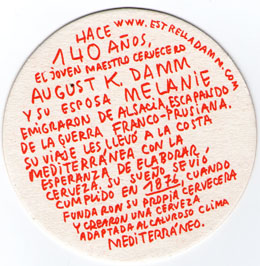 HACE
www.ESTRELLADAMM.COM
140 AÑOS,
EL JOVEN MAESTRO CERVECERO
AUGUST K. DAMM
Y SU ESPOSA MELANIE
EMIGRARON DE ALSACIA, ESCAPANDO
DE LA GUERRA FRANCO-PRUSIANA.
SU VIAJE LES LLEVÓ A LA COSTA
MEDITERRÁNEA CON LA
ESPERANZA DE ELABORAR
CERVEZA. SU SUEÑO SE VIÓ
CUMPLIDO EN 1876, CUANDO
FUNDARON SU PROPIA CERVECERA
Y CREARON UNA CERVEZA
ADAPTADA AL CALUROSO CLIMA
MEDITERRÁNEO.